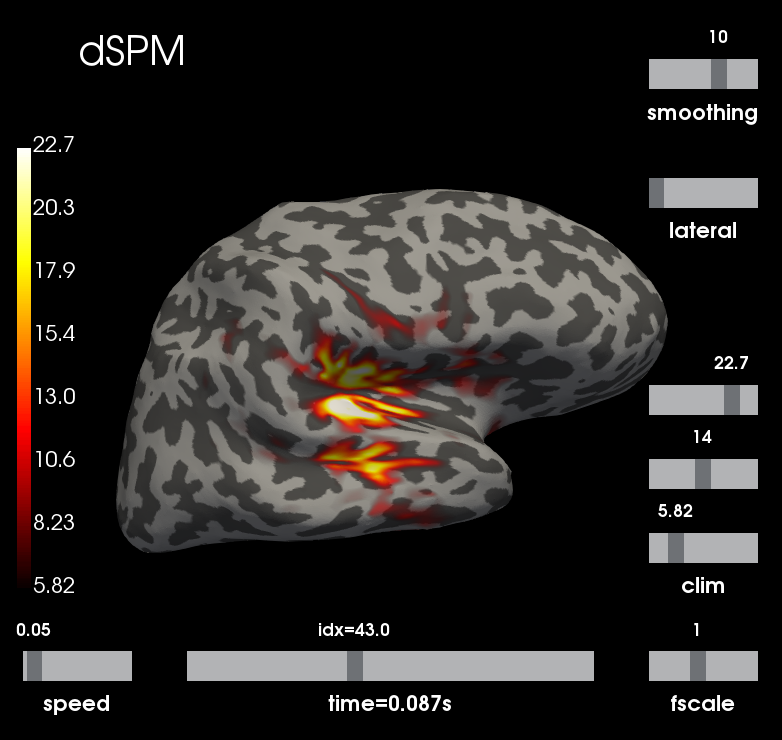 dSPM
10
smoothing
lateral
22.7
20.3
17.9
15.4
13.0
10.6
8.23
5.82
22.7
14
5.82
clim
0.05
speed
idx=43.0
time=0.087s
1
fscale